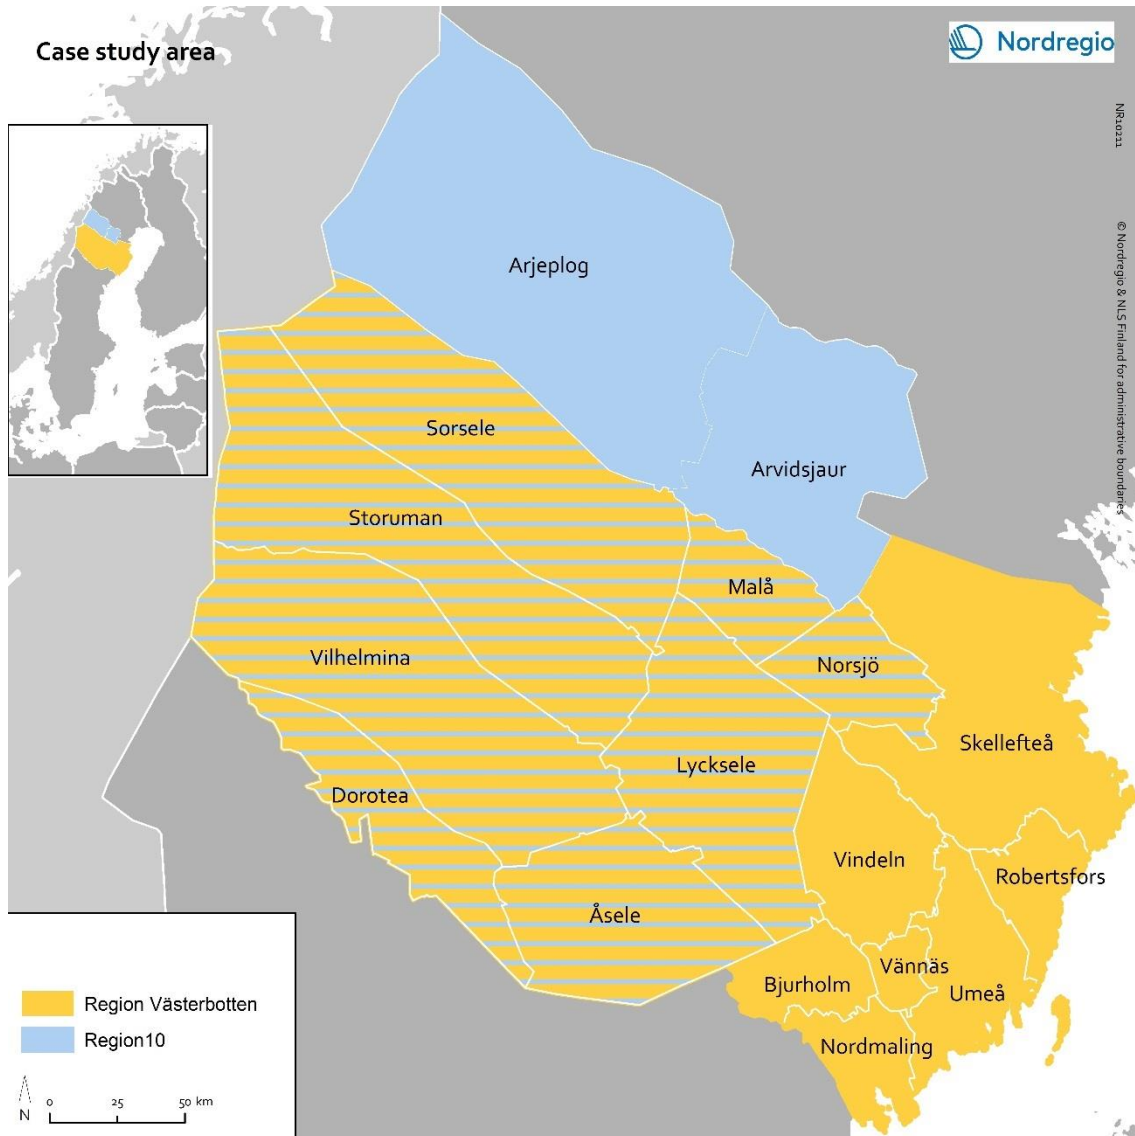 Case study area
Nordregio
NR10211
© Nordregio & NLS Finland for administrative boundaries
Arjeplog
Sorsele
Arvidsjaur
Storuman
Malå
Vilhelmina
Norsjö
Skellefteå
Lycksele
Dorotea
Vindeln
Robertsfors
Åsele
Vännäs
Bjurholm
Umeå
Nordmaling
Region Västerbotten
Region10
N
0 25 50 km